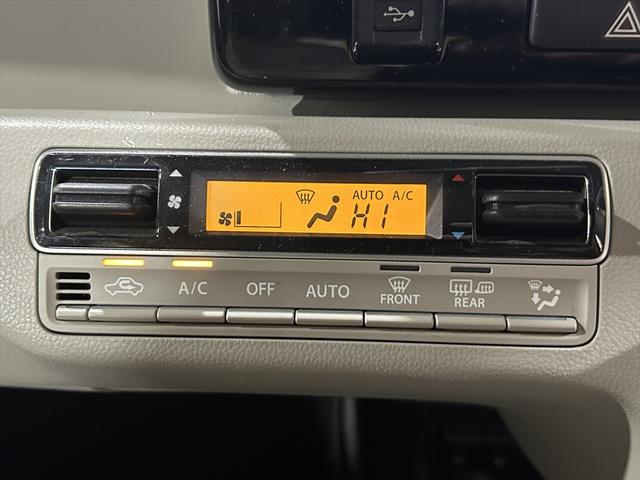 AUTO A/C
HI
A/C
OFF
AUTO
FRONT
REAR